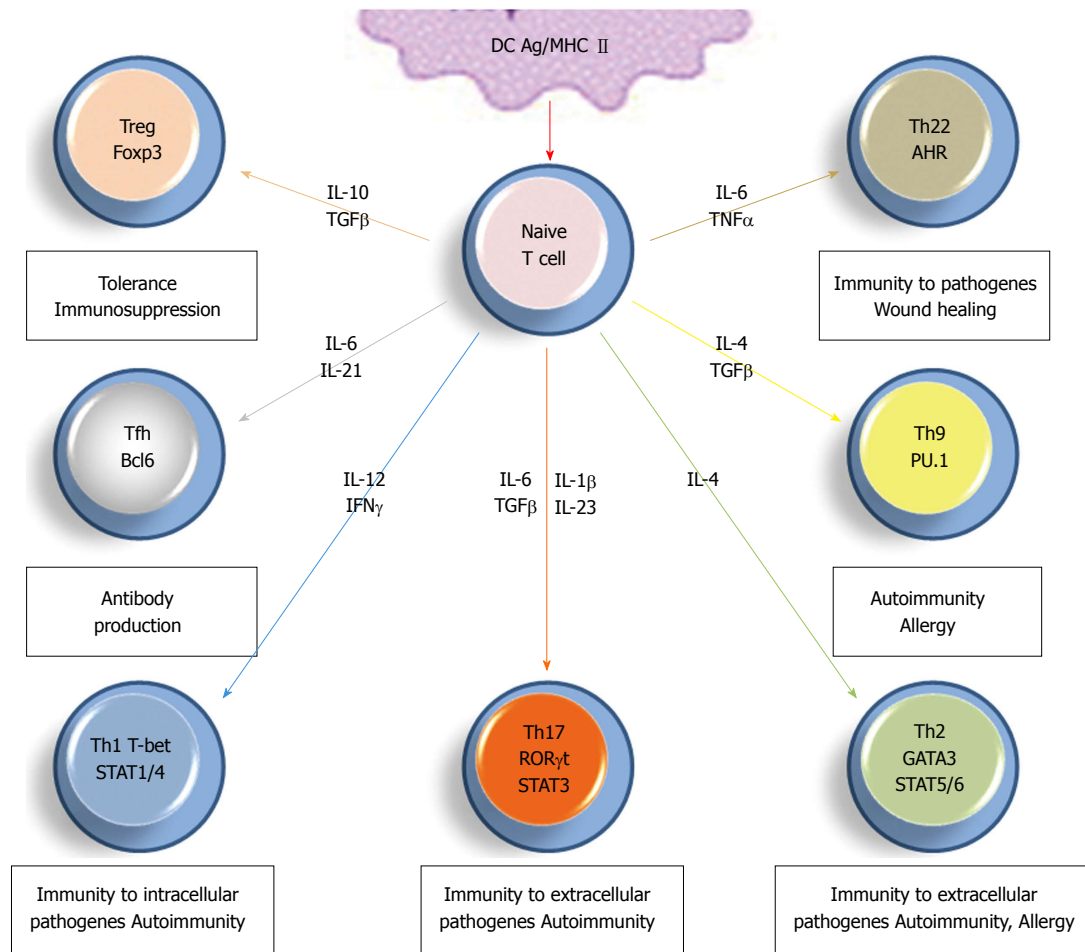 DC Ag/MHC Ⅱ
Treg
Foxp3
Th22
AHR
IL-10
TGFβ
IL-6
TNFα
Naive
T cell
Tolerance
Immunosuppression
Immunity to pathogenes
Wound healing
IL-6
IL-21
IL-4
TGFβ
Tfh
Bcl6
Th9
PU.1
IL-12
IFNγ
IL-6
TGFβ
IL-1β
IL-23
IL-4
Antibody
production
Autoimmunity
Allergy
Th1 T-bet
STAT1/4
Th17
RORγt
STAT3
Th2
GATA3
STAT5/6
Immunity to intracellular
pathogenes Autoimmunity
Immunity to extracellular
pathogenes Autoimmunity
Immunity to extracellular
pathogenes Autoimmunity, Allergy